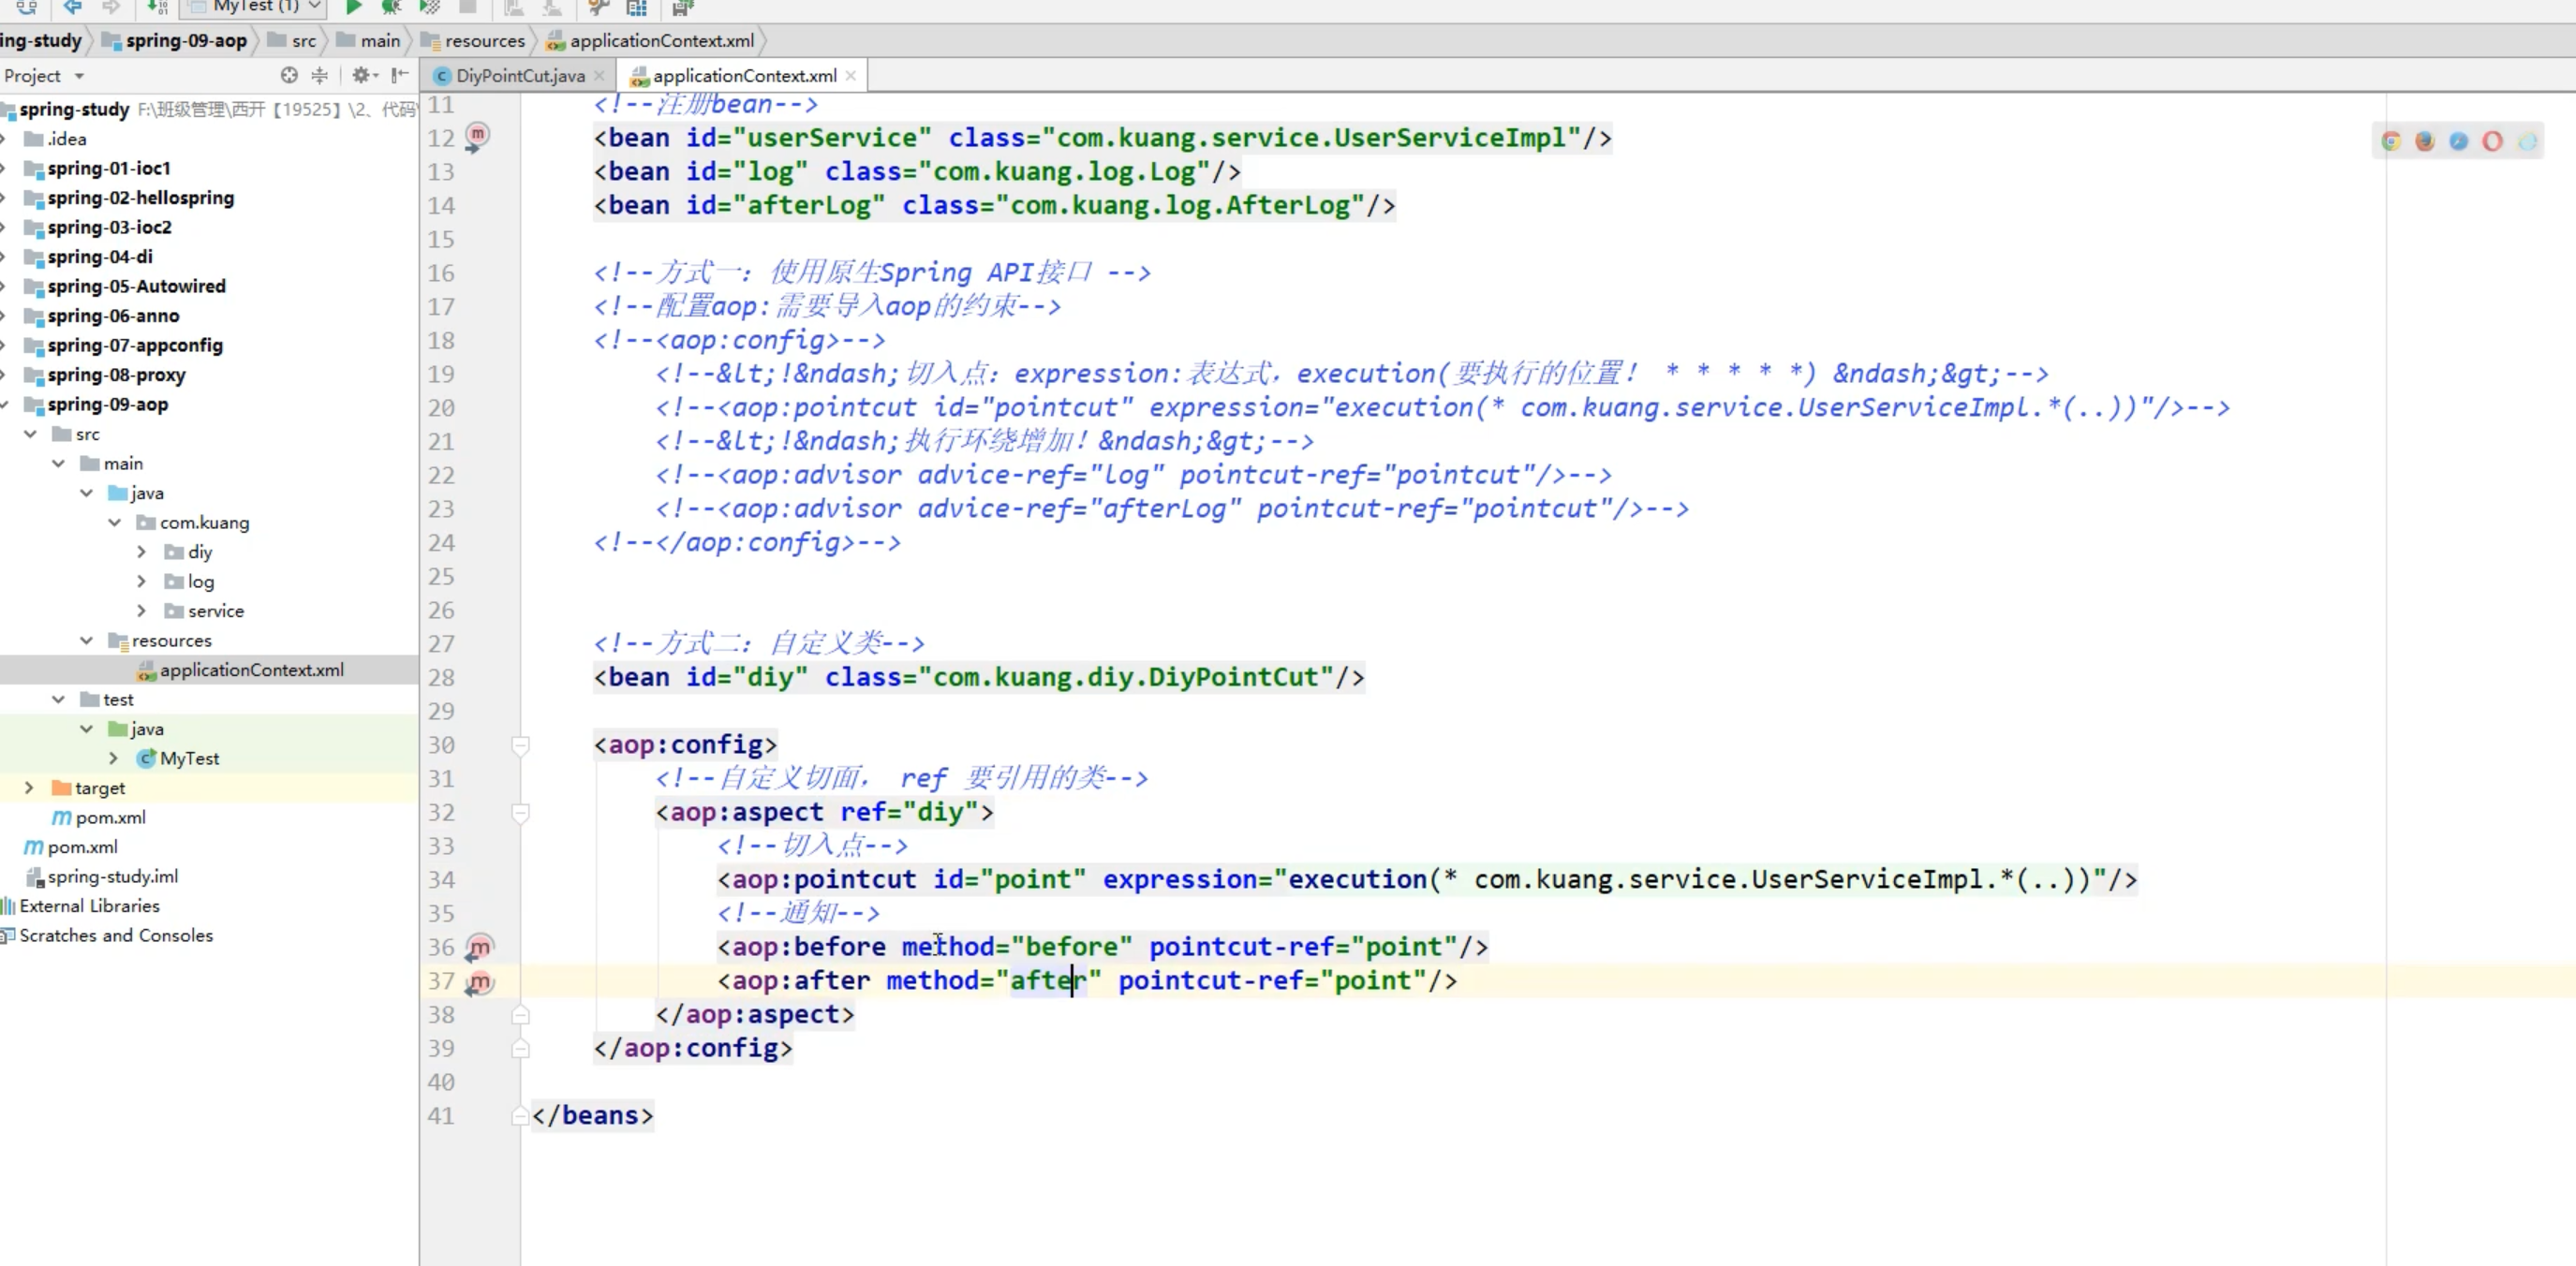 MyTest (1)
ing-study spring-09-aop src main resources applicationContext.xml
Project
DiyPointCut.java applicationContext.xml
spring-study F:\班级管理\西开【19525】\2、代码
.idea
spring-01-ioc1
spring-02-hellospring
spring-03-ioc2
spring-04-di
spring-05-Autowired
spring-06-anno
spring-07-appconfig
spring-08-proxy
spring-09-aop
src
main
java
com.kuang
diy
log
service
resources
applicationContext.xml
test
java
MyTest
target
pom.xml
pom.xml
spring-study.iml
External Libraries
Scratches and Consoles
11 <!--注册bean-->
12 <bean id="userService" class="com.kuang.service.UserServiceImpl"/>
13 <bean id="log" class="com.kuang.log.Log"/>
14 <bean id="afterLog" class="com.kuang.log.AfterLog"/>
15
16 <!--方式一：使用原生Spring API接口 -->
17 <!--配置aop:需要导入aop的约束-->
18 <!--<aop:config>-->
19 <!--&lt;!&ndash;切入点：expression:表达式，execution(要执行的位置！ * * * * *) &ndash;&gt;-->
20 <!--<aop:pointcut id="pointcut" expression="execution(* com.kuang.service.UserServiceImpl.*(..))"/>-->
21 <!--&lt;!&ndash;执行环绕增加！&ndash;&gt;-->
22 <!--<aop:advisor advice-ref="log" pointcut-ref="pointcut"/>-->
23 <!--<aop:advisor advice-ref="afterLog" pointcut-ref="pointcut"/>-->
24 <!--</aop:config>-->
25
26
27 <!--方式二：自定义类-->
28 <bean id="diy" class="com.kuang.diy.DiyPointCut"/>
29
30 <aop:config>
31 <!--自定义切面， ref 要引用的类-->
32 <aop:aspect ref="diy">
33 <!--切入点-->
34 <aop:pointcut id="point" expression="execution(* com.kuang.service.UserServiceImpl.*(..))"/>
35 <!--通知-->
36 <aop:before method="before" pointcut-ref="point"/>
37 <aop:after method="after" pointcut-ref="point"/>
38 </aop:aspect>
39 </aop:config>
40
41 </beans>